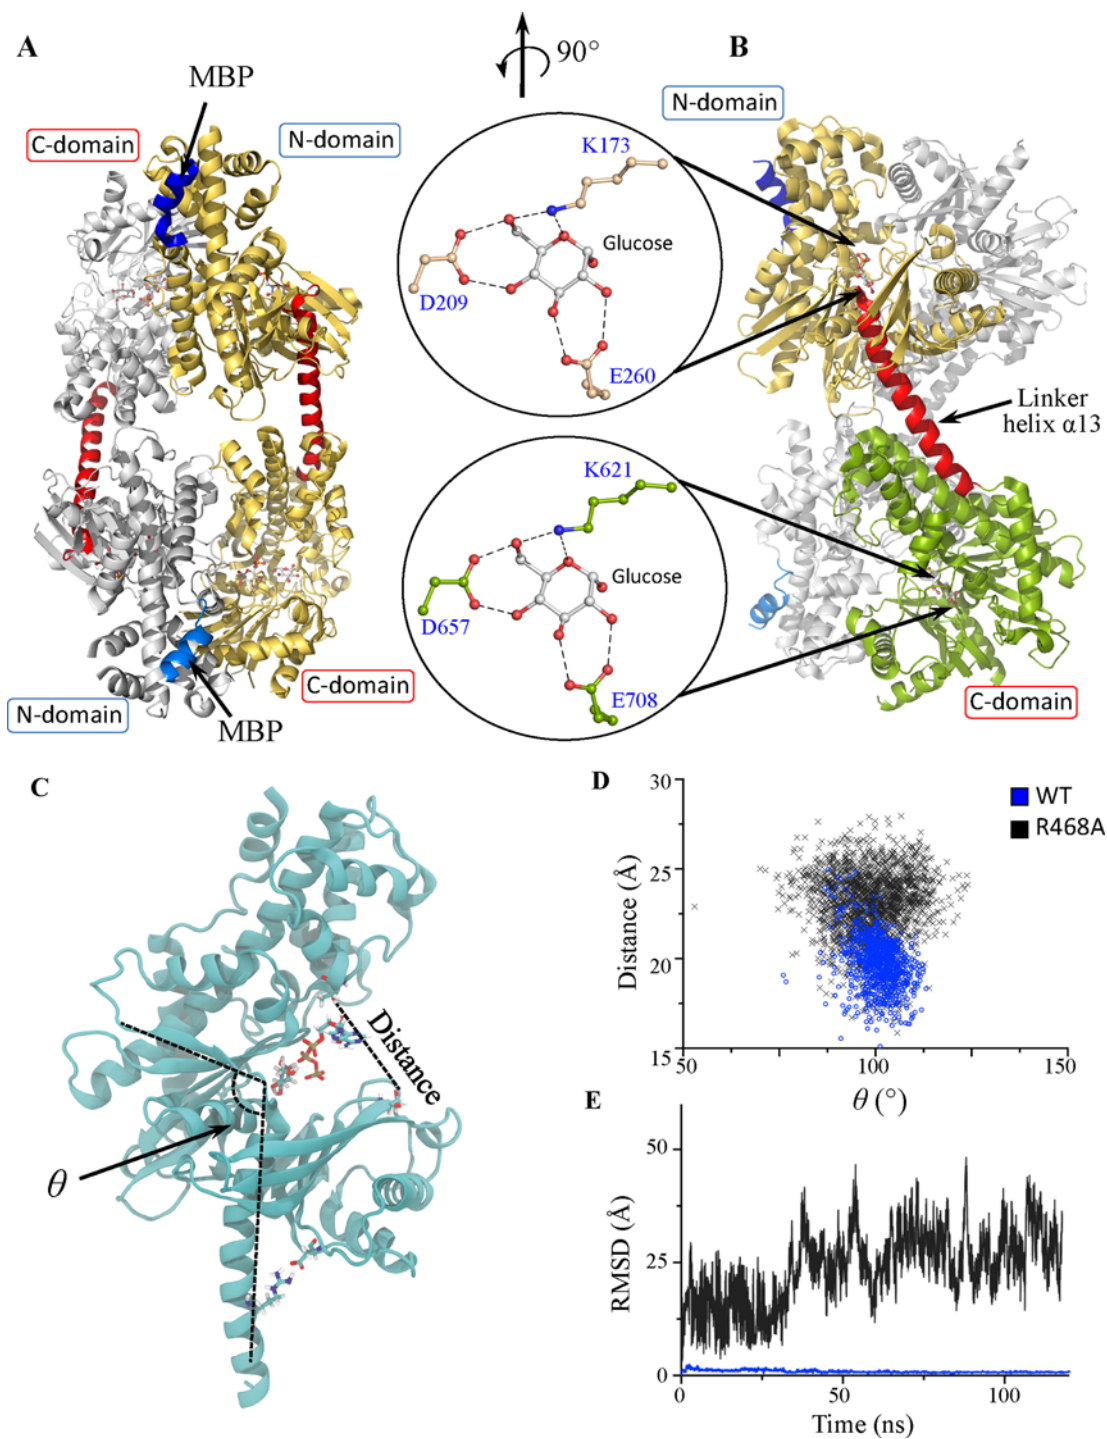 A
90°
B
MBP
N-domain
C-domain
N-domain
K173
Glucose
D209
E260
Linker
helix α13
K621
Glucose
D657
E708
C-domain
C-domain
N-domain
MBP
C
D
30
WT
R468A
25
Distance (Å)
20
15
50
100
150
θ (°)
Distance
θ
E
50
RMSD (Å)
25
0
0
50
100
Time (ns)